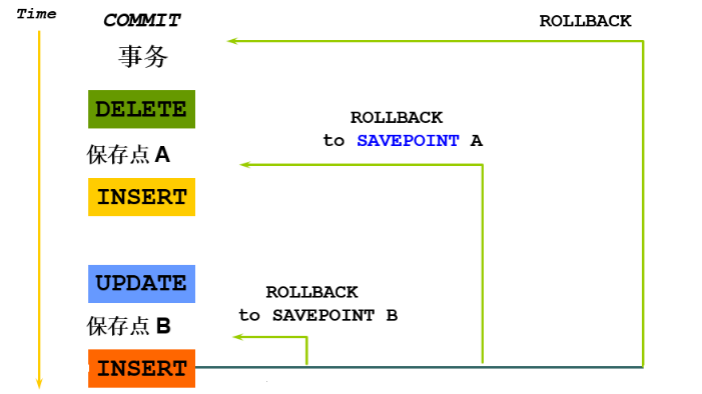 Time
COMMIT
ROLLBACK
事务
DELETE
ROLLBACK
to SAVEPOINT A
保存点 A
INSERT
UPDATE
ROLLBACK
to SAVEPOINT B
保存点 B
INSERT